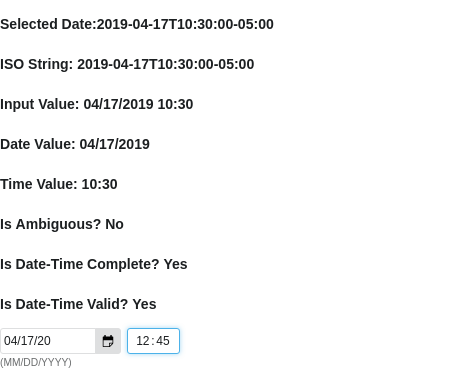 Selected Date:2019-04-17T10:30:00-05:00
ISO String: 2019-04-17T10:30:00-05:00
Input Value: 04/17/2019 10:30
Date Value: 04/17/2019
Time Value: 10:30
Is Ambiguous? No
Is Date-Time Complete? Yes
Is Date-Time Valid? Yes
04/17/20 12:45
(MM/DD/YYYY)